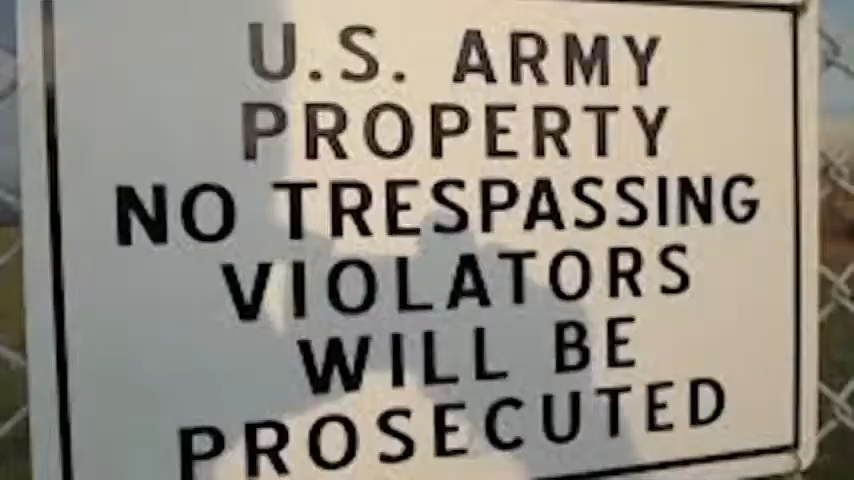 U.S. ARMY
PROPERTY
NO TRESPASSING
VIOLATORS
WILL BE
PROSECUTED